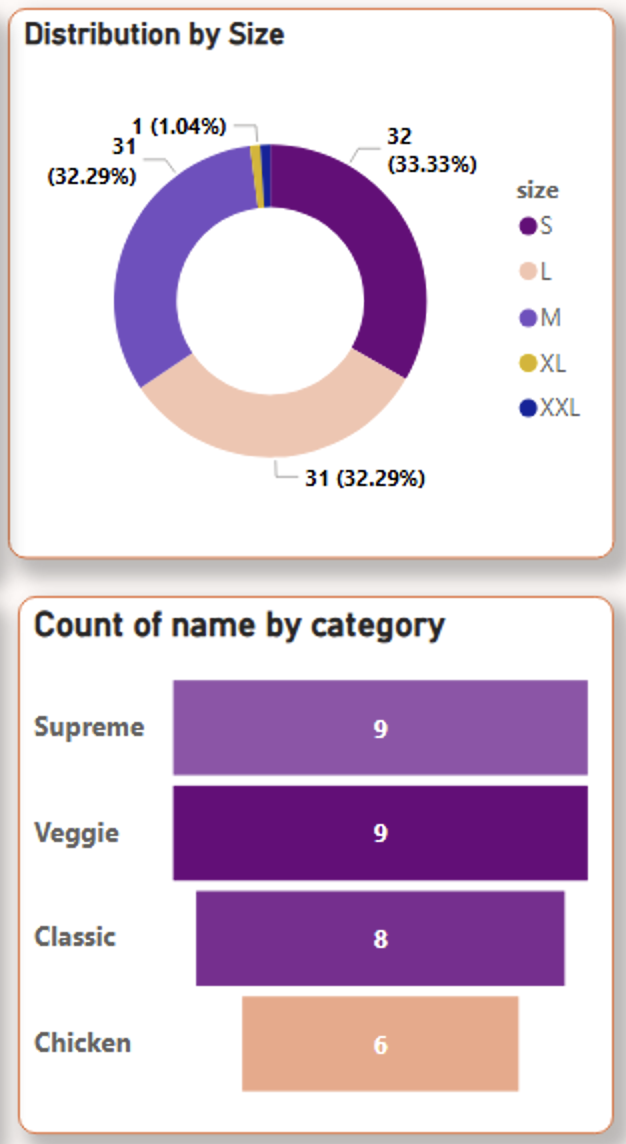 Distribution by Size
1 (1.04%)
31
(32.29%)
32
(33.33%)
31 (32.29%)
size
S
L
M
XL
XXL
Count of name by category
Supreme 9
Veggie 9
Classic 8
Chicken 6